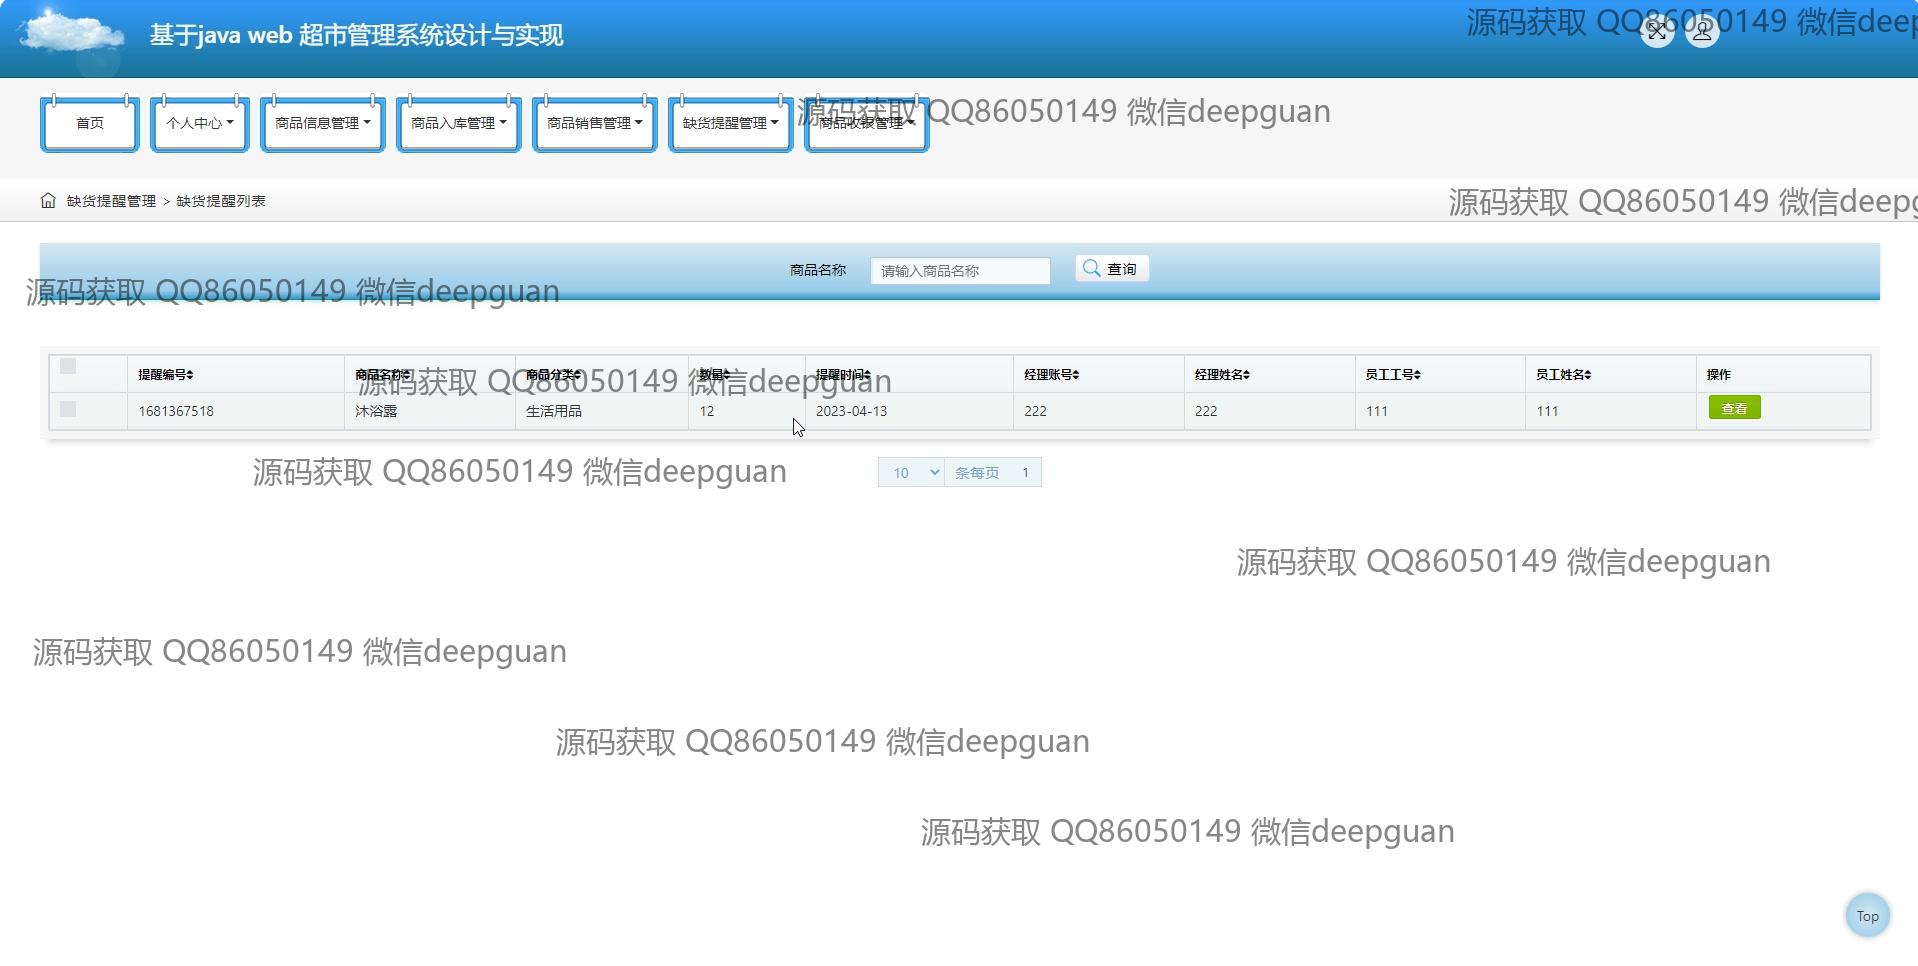 基于java web 超市管理系统设计与实现
源码获取 QQ86050149 微信deep
首页
个人中心
商品信息管理
商品入库管理
商品销售管理
缺货提醒管理
商品收银管理
源码获取 QQ86050149 微信deepguan
缺货提醒管理 > 缺货提醒列表
源码获取 QQ86050149 微信deepg
商品名称 请输入商品名称 查询
源码获取 QQ86050149 微信deepguan
提醒编号 商品名称 商品分类 数量 提醒时间 经理账号 经理姓名 员工工号 员工姓名 操作
源码获取 QQ86050149 微信deepguan
1681367518 沐浴露 生活用品 12 2023-04-13 222 222 111 111 查看
源码获取 QQ86050149 微信deepguan
10 条每页 1
源码获取 QQ86050149 微信deepguan
源码获取 QQ86050149 微信deepguan
源码获取 QQ86050149 微信deepguan
源码获取 QQ86050149 微信deepguan
Top